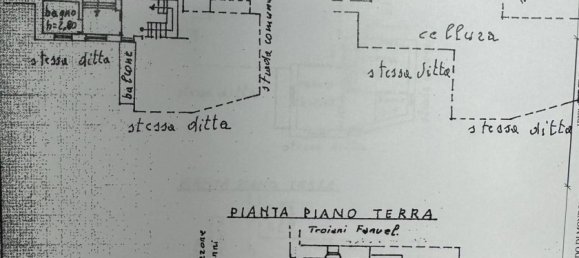 bagno
h=2,80
stessa ditta
balcone
strada comune
cellura
stessa ditta
stessa ditta
stessa ditta
PIANTA PIANO TERRA
Troiani Fanuel.